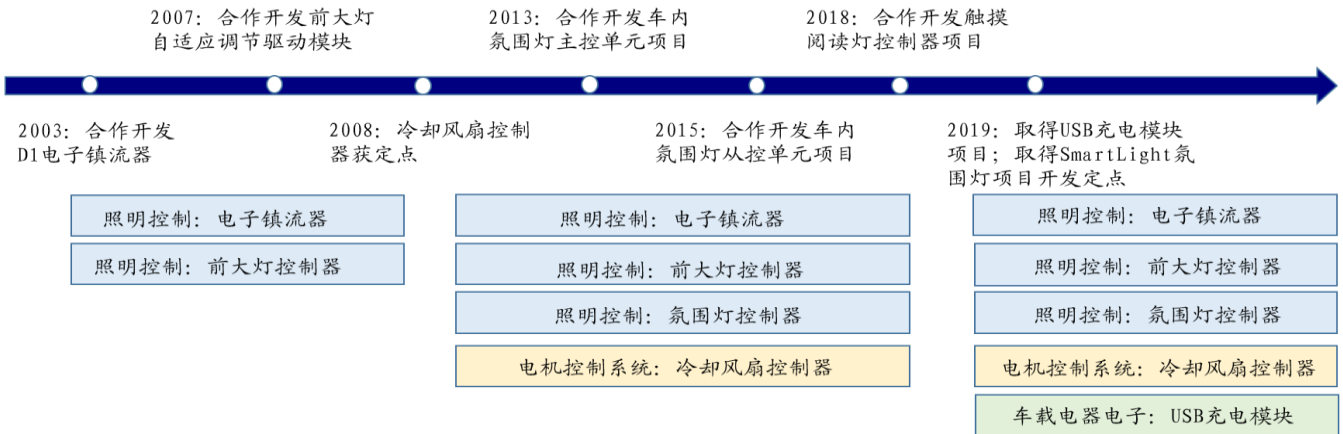 2007: 合作开发前大灯
自适应调节驱动模块
2013: 合作开发车内
氛围灯主控单元项目
2018: 合作开发触摸
阅读灯控制器项目
2003: 合作开发
D1电子镇流器
2008: 冷却风扇控制
器获定点
2015: 合作开发车内
氛围灯从控单元项目
2019: 取得USB充电模块
项目; 取得SmartLight氛
围灯项目开发定点
照明控制: 电子镇流器
照明控制: 前大灯控制器
照明控制: 电子镇流器
照明控制: 前大灯控制器
照明控制: 氛围灯控制器
电机控制系统: 冷却风扇控制器
照明控制: 电子镇流器
照明控制: 前大灯控制器
照明控制: 氛围灯控制器
电机控制系统: 冷却风扇控制器
车载电器电子: USB充电模块